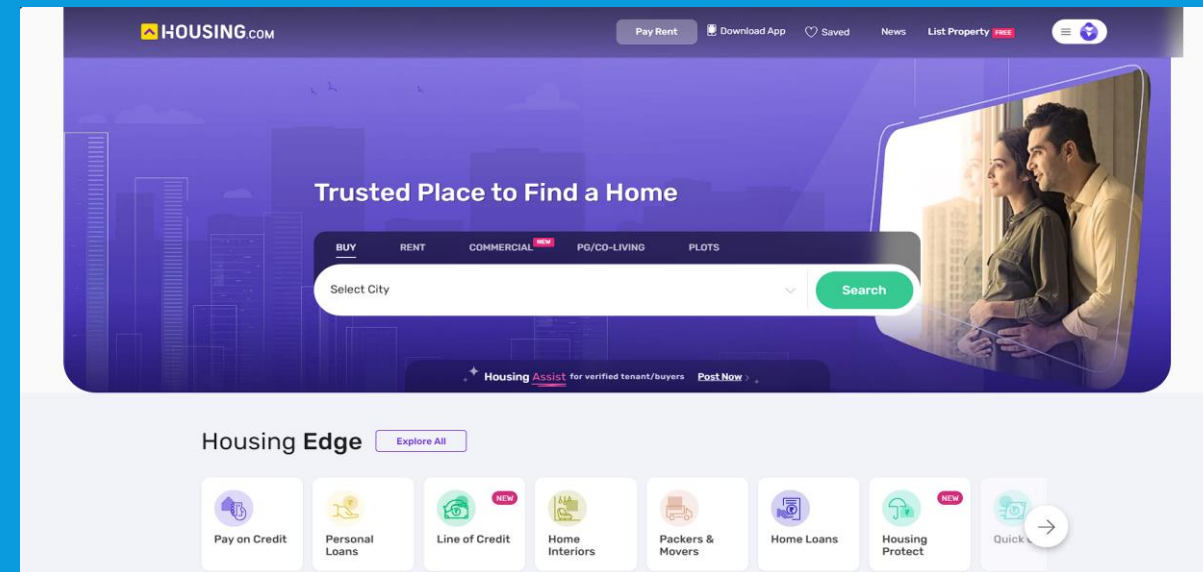 HOUSING.COM
Pay Rent
Download App
Saved
News
List Property FREE
Trusted Place to Find a Home
BUY
RENT
COMMERCIAL NEW
PG/CO-LIVING
PLOTS
Select City
Search
Housing Assist for verified tenant/buyers Post Now
Housing Edge
Explore All
Pay on Credit
Personal
Loans
NEW
Line of Credit
Home
Interiors
Packers &
Movers
Home Loans
NEW
Housing
Protect
Quick